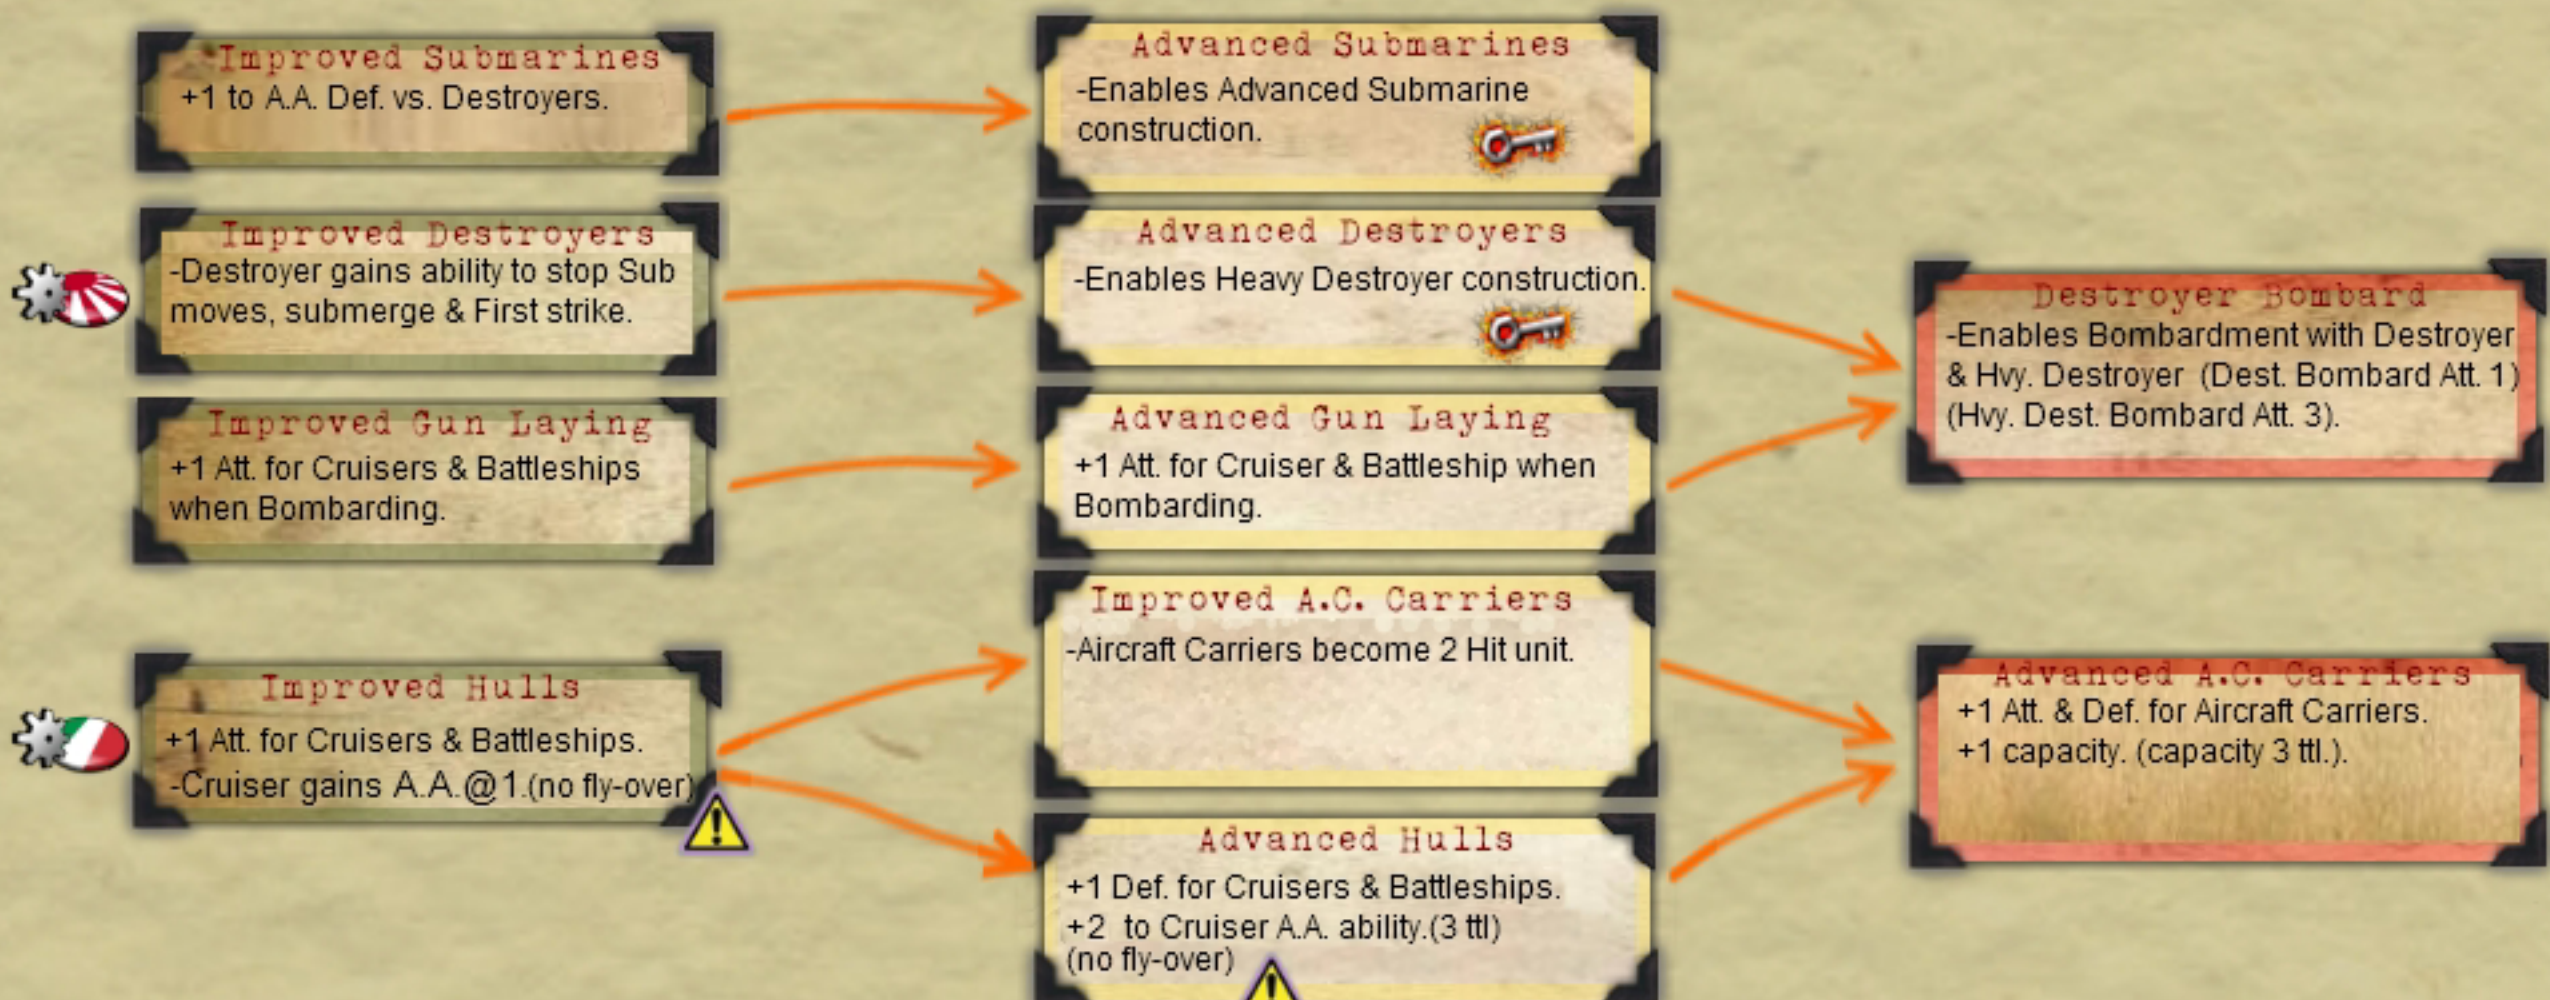 Improved Submarines
+1 to A.A. Def. vs. Destroyers.
Improved Destroyers
-Destroyer gains ability to stop Sub
moves, submerge & First strike.
Improved Gun Laying
+1 Att. for Cruisers & Battleships
when Bombarding.
Improved Hulls
+1 Att. for Cruisers & Battleships.
-Cruiser gains A.A.@1.(no fly-over)
Advanced Submarines
-Enables Advanced Submarine
construction.
Advanced Destroyers
-Enables Heavy Destroyer construction.
Advanced Gun Laying
+1 Att. for Cruiser & Battleship when
Bombarding.
Improved A.C. Carriers
-Aircraft Carriers become 2 Hit unit.
Advanced Hulls
+1 Def. for Cruisers & Battleships.
+2 to Cruiser A.A. ability.(3 ttl)
(no fly-over)
Destroyer Bombard
-Enables Bombardment with Destroyer
& Hvy. Destroyer (Dest. Bombard Att. 1)
(Hvy. Dest. Bombard Att. 3).
Advanced A.C. Carriers
+1 Att. & Def. for Aircraft Carriers.
+1 capacity. (capacity 3 ttl.).